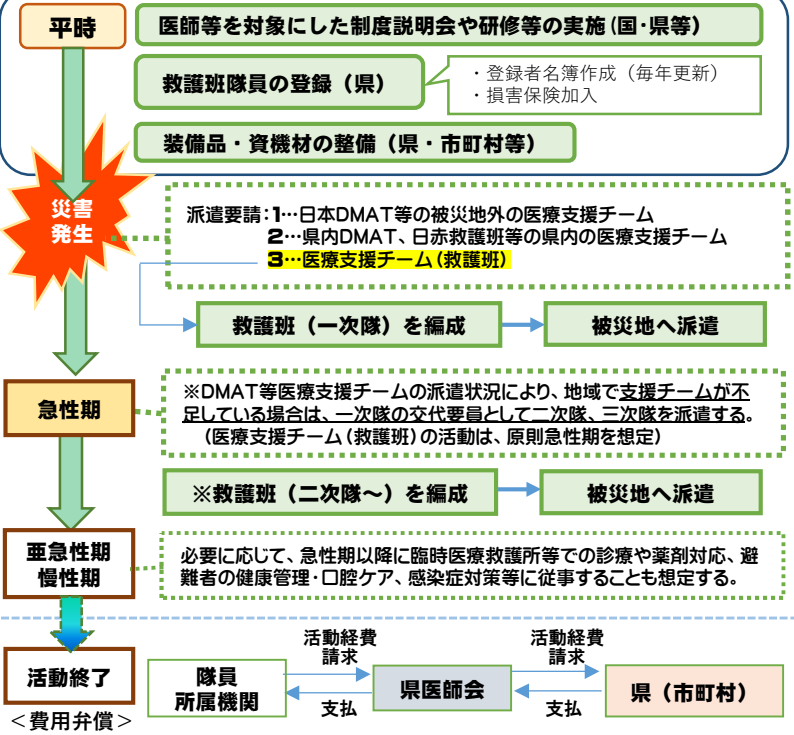 平時
医師等を対象にした制度説明会や研修等の実施(国・県等)
救護班隊員の登録（県）
・登録者名簿作成（毎年更新）
・損害保険加入
装備品・資機材の整備（県・市町村等）
災害
発生
派遣要請:1…日本DMAT等の被災地外の医療支援チーム
2…県内DMAT、日赤救護班等の県内の医療支援チーム
3…医療支援チーム(救護班)
救護班（一次隊）を編成
被災地へ派遣
急性期
※DMAT等医療支援チームの派遣状況により、地域で支援チームが不
足している場合は、一次隊の交代要員として二次隊、三次隊を派遣する。
（医療支援チーム(救護班)の活動は、原則急性期を想定）
※救護班（二次隊～）を編成
被災地へ派遣
亜急性期
慢性期
必要に応じて、急性期以降に臨時医療救護所等での診療や薬剤対応、避
難者の健康管理・口腔ケア、感染症対策等に従事することも想定する。
活動終了
＜費用弁償＞
隊員
所属機関
活動経費
請求
支払
県医師会
活動経費
請求
支払
県（市町村）